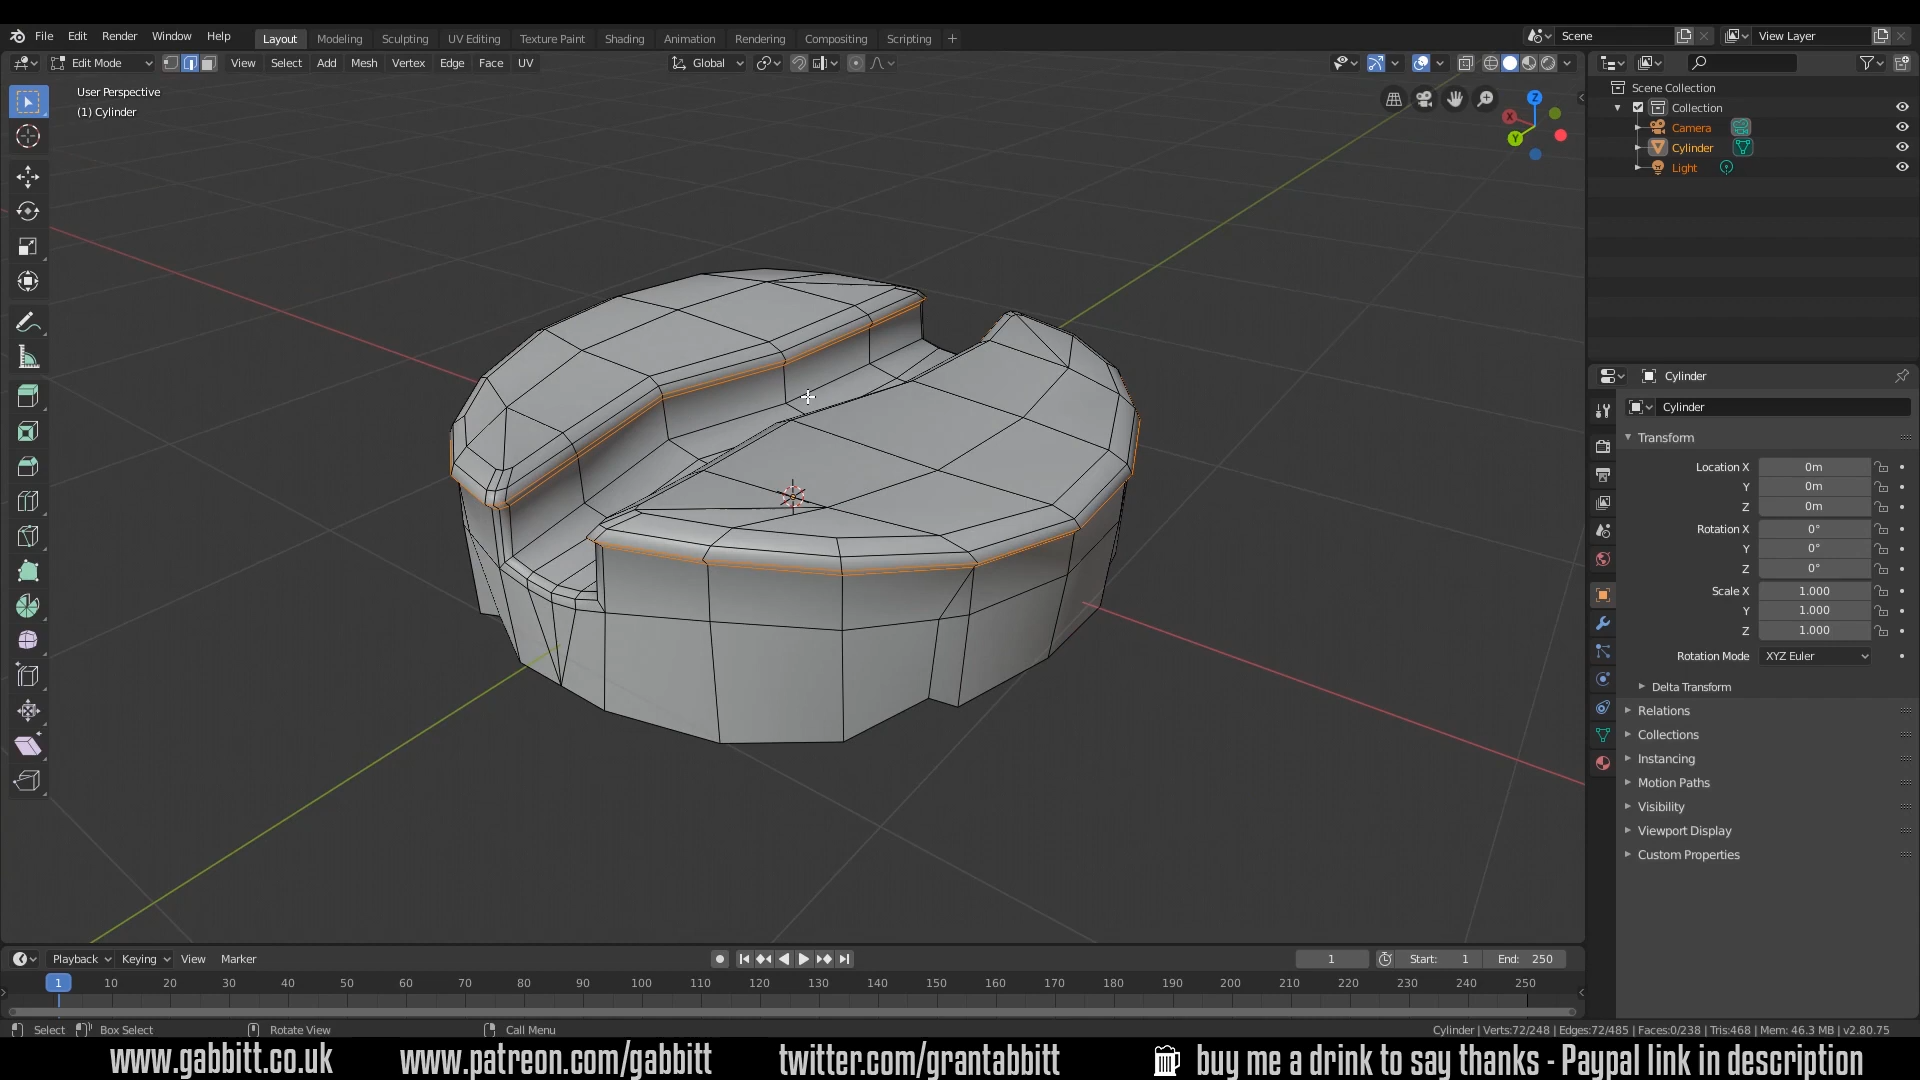 File Edit Render Window Help Layout Modeling Sculpting UV Editing Texture Paint Shading Animation Rendering Compositing Scripting + Scene View Layer
Edit Mode View Select Add Mesh Vertex Edge Face UV Global
User Perspective
(1) Cylinder
Z
X
Y
Scene Collection
Collection
Camera
Cylinder
Light
Cylinder
Cylinder
Transform
Location X 0m
Y 0m
Z 0m
Rotation X 0°
Y 0°
Z 0°
Scale X 1.000
Y 1.000
Z 1.000
Rotation Mode XYZ Euler
Delta Transform
Relations
Collections
Instancing
Motion Paths
Visibility
Viewport Display
Custom Properties
Playback Keying View Marker 1 Start: 1 End: 250
1 10 20 30 40 50 60 70 80 90 100 110 120 130 140 150 160 170 180 190 200 210 220 230 240 250
Select Box Select Rotate View Call Menu Cylinder | Verts:72/248 | Edges:72/485 | Faces:0/238 | Tris:468 | Mem: 46.3 MB | v2.80.75
www.gabbitt.co.uk www.patreon.com/gabbitt twitter.com/grantabbitt buy me a drink to say thanks - Paypal link in description